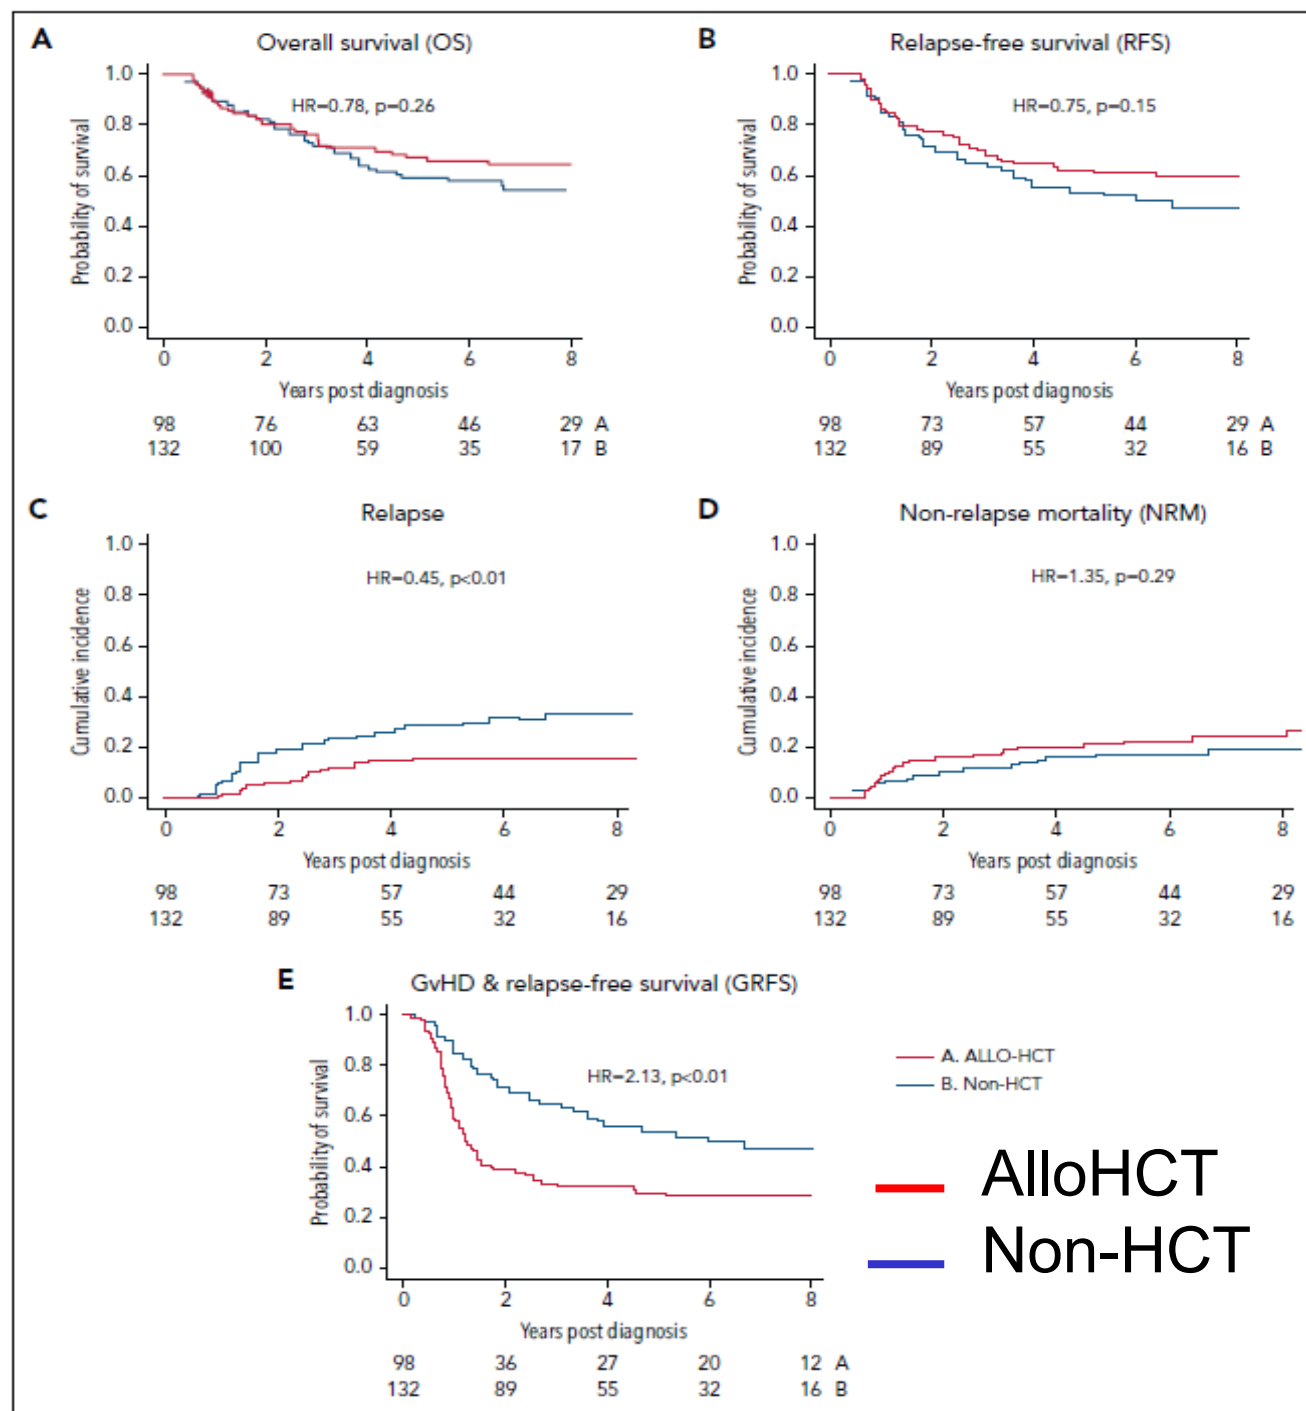 A Overall survival (OS)
Probability of survival
1.0
0.8
0.6
0.4
0.2
0.0
HR=0.78, p=0.26
0 2 4 6 8
Years post diagnosis
98 76 63 46 29 A
132 100 59 35 17 B
B Relapse-free survival (RFS)
Probability of survival
1.0
0.8
0.6
0.4
0.2
0.0
HR=0.75, p=0.15
0 2 4 6 8
Years post diagnosis
98 73 57 44 29 A
132 89 55 32 16 B
C Relapse
Cumulative incidence
1.0
0.8
0.6
0.4
0.2
0.0
HR=0.45, p<0.01
0 2 4 6 8
Years post diagnosis
98 73 57 44 29
132 89 55 32 16
D Non-relapse mortality (NRM)
Cumulative incidence
1.0
0.8
0.6
0.4
0.2
0.0
HR=1.35, p=0.29
0 2 4 6 8
Years post diagnosis
98 73 57 44 29
132 89 55 32 16
E GvHD & relapse-free survival (GRFS)
Probability of survival
1.0
0.8
0.6
0.4
0.2
0.0
HR=2.13, p<0.01
0 2 4 6 8
Years post diagnosis
98 36 27 20 12 A
132 89 55 32 16 B
A. ALLO-HCT
B. Non-HCT
AlloHCT
Non-HCT